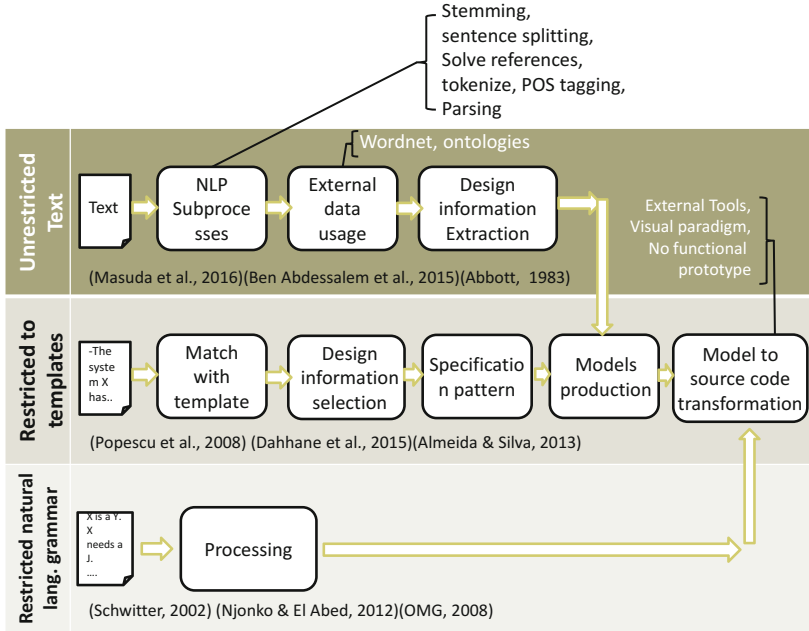 Stemming,
sentence splitting,
Solve references,
tokenize, POS tagging,
Parsing
Unrestricted
Text
Wordnet, ontologies
Text
NLP
Subproce
sses
External
data
usage
Design
information
Extraction
External Tools,
Visual paradigm,
No functional
prototype
(Masuda et al., 2016)(Ben Abdessalem et al., 2015)(Abbott, 1983)
Restricted to
templates
-The
syste
m X
has..
Match
with
template
Design
information
selection
Specificatio
n pattern
Models
production
Model to
source code
transformation
(Popescu et al., 2008) (Dahhane et al., 2015)(Almeida & Silva, 2013)
Restricted natural
lang. grammar
X is a Y.
X
needs a
J.
....
Processing
(Schwitter, 2002) (Njonko & El Abed, 2012)(OMG, 2008)